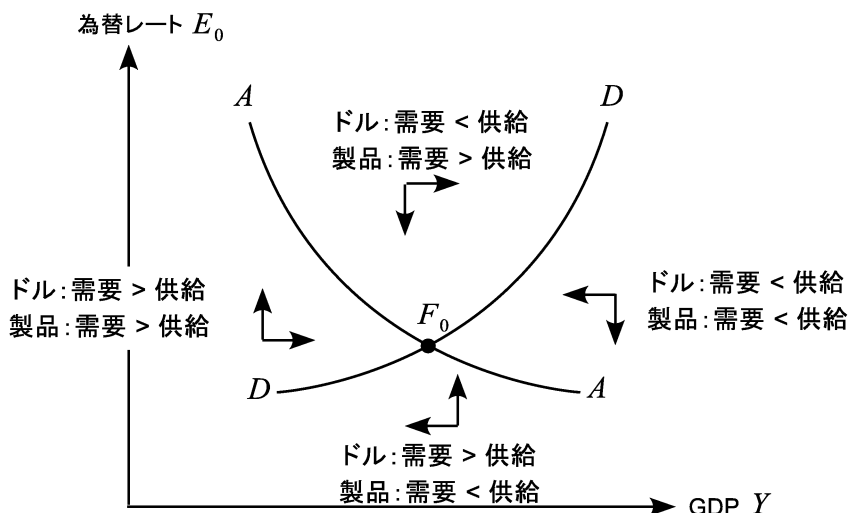 為替レート E₀
A
D
ドル：需要 < 供給
製品：需要 > 供給
ドル：需要 > 供給
製品：需要 > 供給
ドル：需要 < 供給
製品：需要 < 供給
F₀
D
A
ドル：需要 > 供給
製品：需要 < 供給
GDP Y